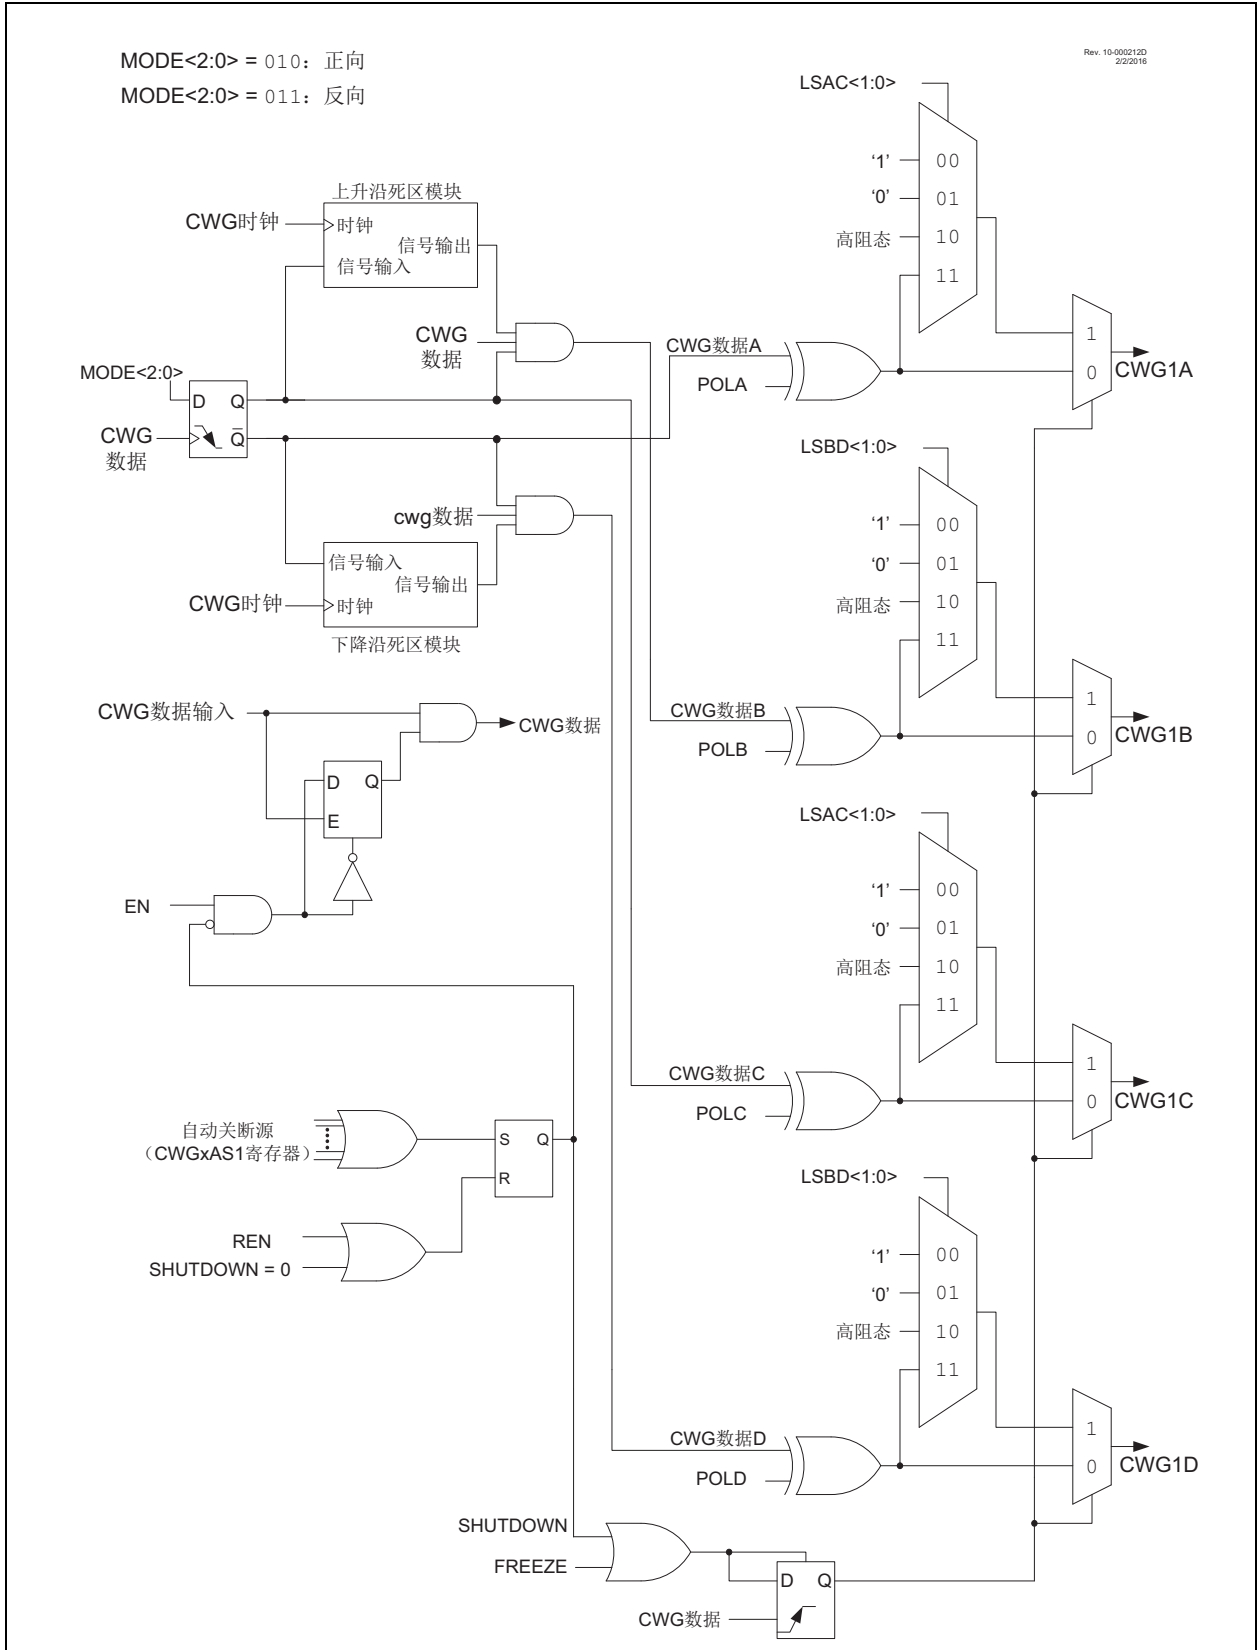 MODE<2:0> = 010：正向
MODE<2:0> = 011：反向
Rev. 10-000212D
2/2/2016
LSAC<1:0>
‘1’
00
‘0’
01
高阻态
10
11
上升沿死区模块
CWG时钟
时钟
信号输出
信号输入
CWG
数据
CWG数据A
POLA
1
0
CWG1A
MODE<2:0>
D
Q
Q̅
CWG
数据
LSBD<1:0>
‘1’
00
‘0’
01
高阻态
10
11
cwg数据
信号输入
信号输出
CWG时钟
时钟
下降沿死区模块
CWG数据输入
CWG数据
D
Q
E
EN
CWG数据B
POLB
1
0
CWG1B
LSAC<1:0>
‘1’
00
‘0’
01
高阻态
10
11
CWG数据C
POLC
1
0
CWG1C
自动关断源
（CWGxAS1寄存器）
S
Q
R
REN
SHUTDOWN = 0
LSBD<1:0>
‘1’
00
‘0’
01
高阻态
10
11
CWG数据D
POLD
1
0
CWG1D
SHUTDOWN
FREEZE
D
Q
CWG数据